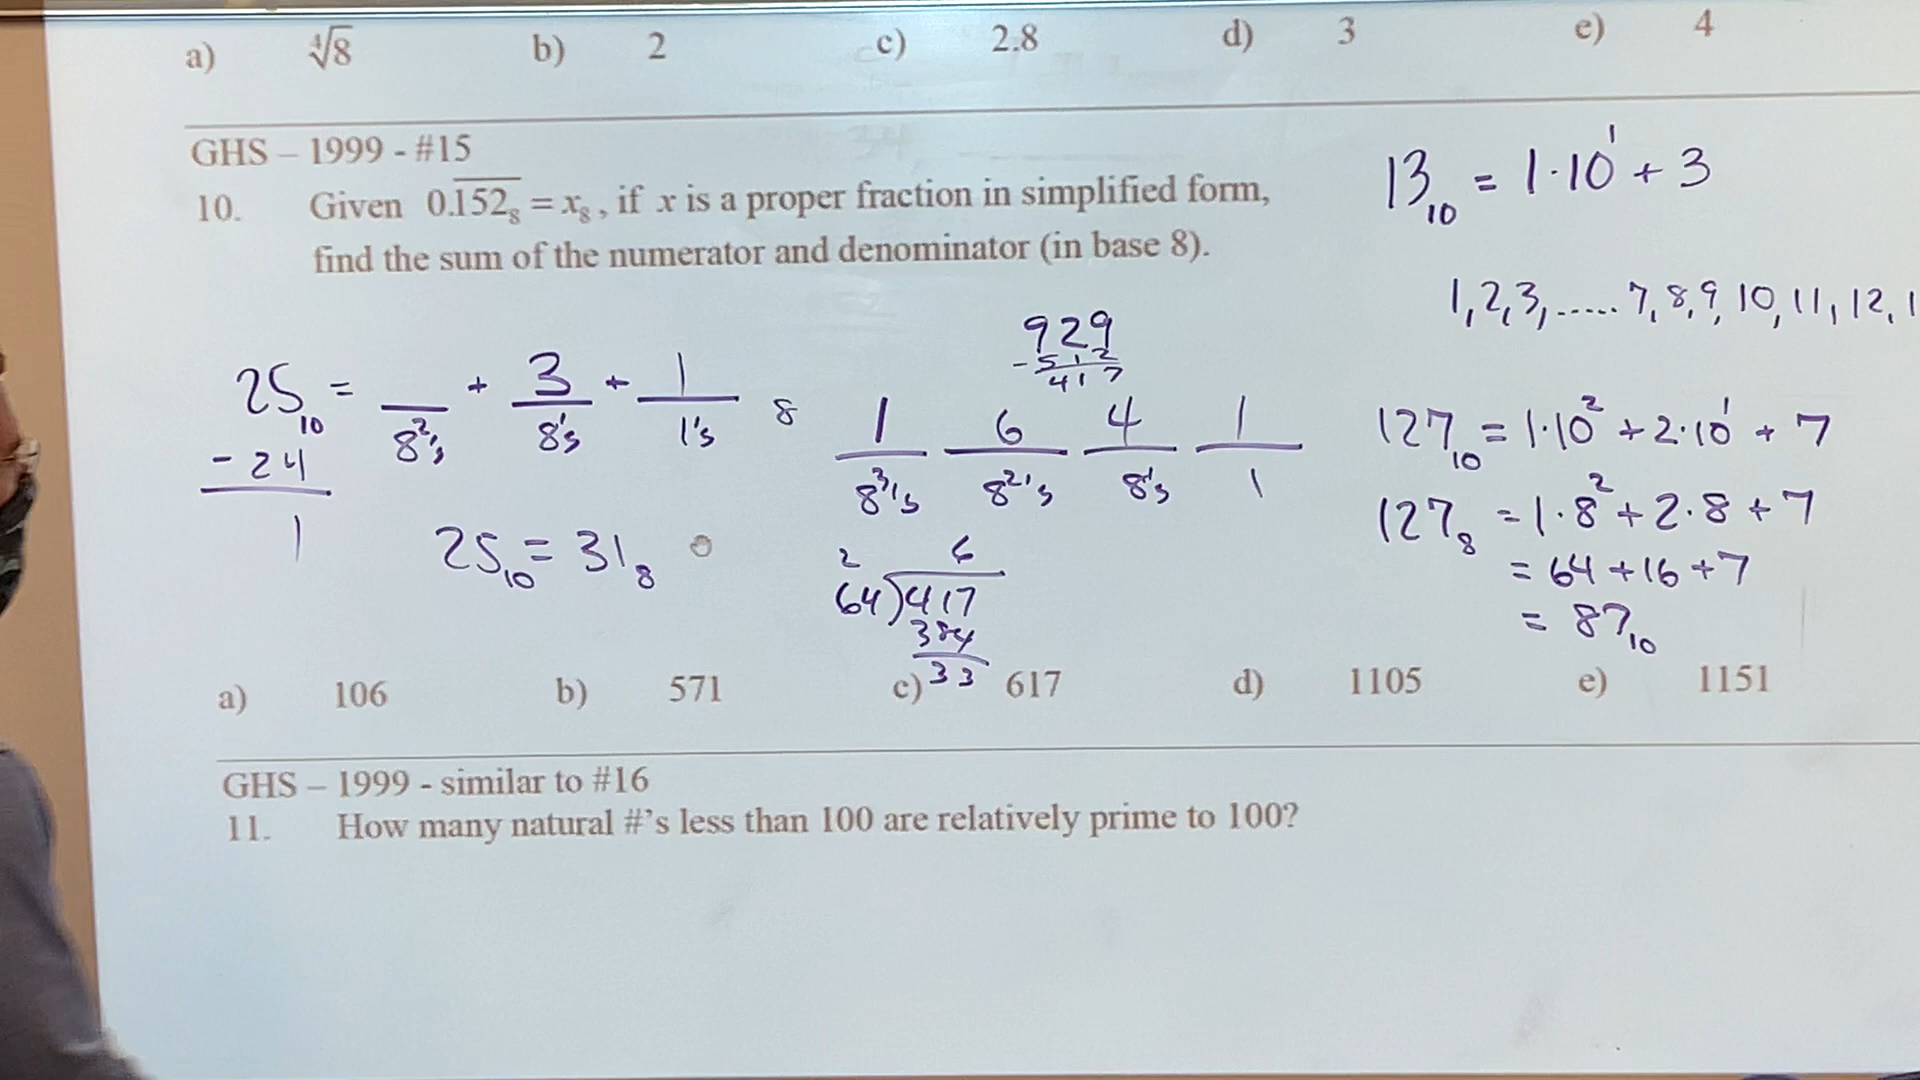 a) ∜8 b) 2 c) 2.8 d) 3 e) 4
GHS – 1999 - #15
10. Given 0.1̅5̅2̅₈ = x₈, if x is a proper fraction in simplified form,
find the sum of the numerator and denominator (in base 8).
13₁₀ = 1·10¹ + 3
1,2,3,.....7,8,9,10,11,12,1
25₁₀ = __ + 3 + 1
8²'s 8's 1's
- 24
1
25₁₀ = 31₈
8
929
- 512
417
1 6 4 1
8³'s 8²'s 8's 1
2 6
64)417
384
33
127₁₀ = 1·10² + 2·10¹ + 7
127₈ = 1·8² + 2·8 + 7
= 64 + 16 + 7
= 87₁₀
a) 106 b) 571 c) 617 d) 1105 e) 1151
GHS – 1999 - similar to #16
11. How many natural #'s less than 100 are relatively prime to 100?